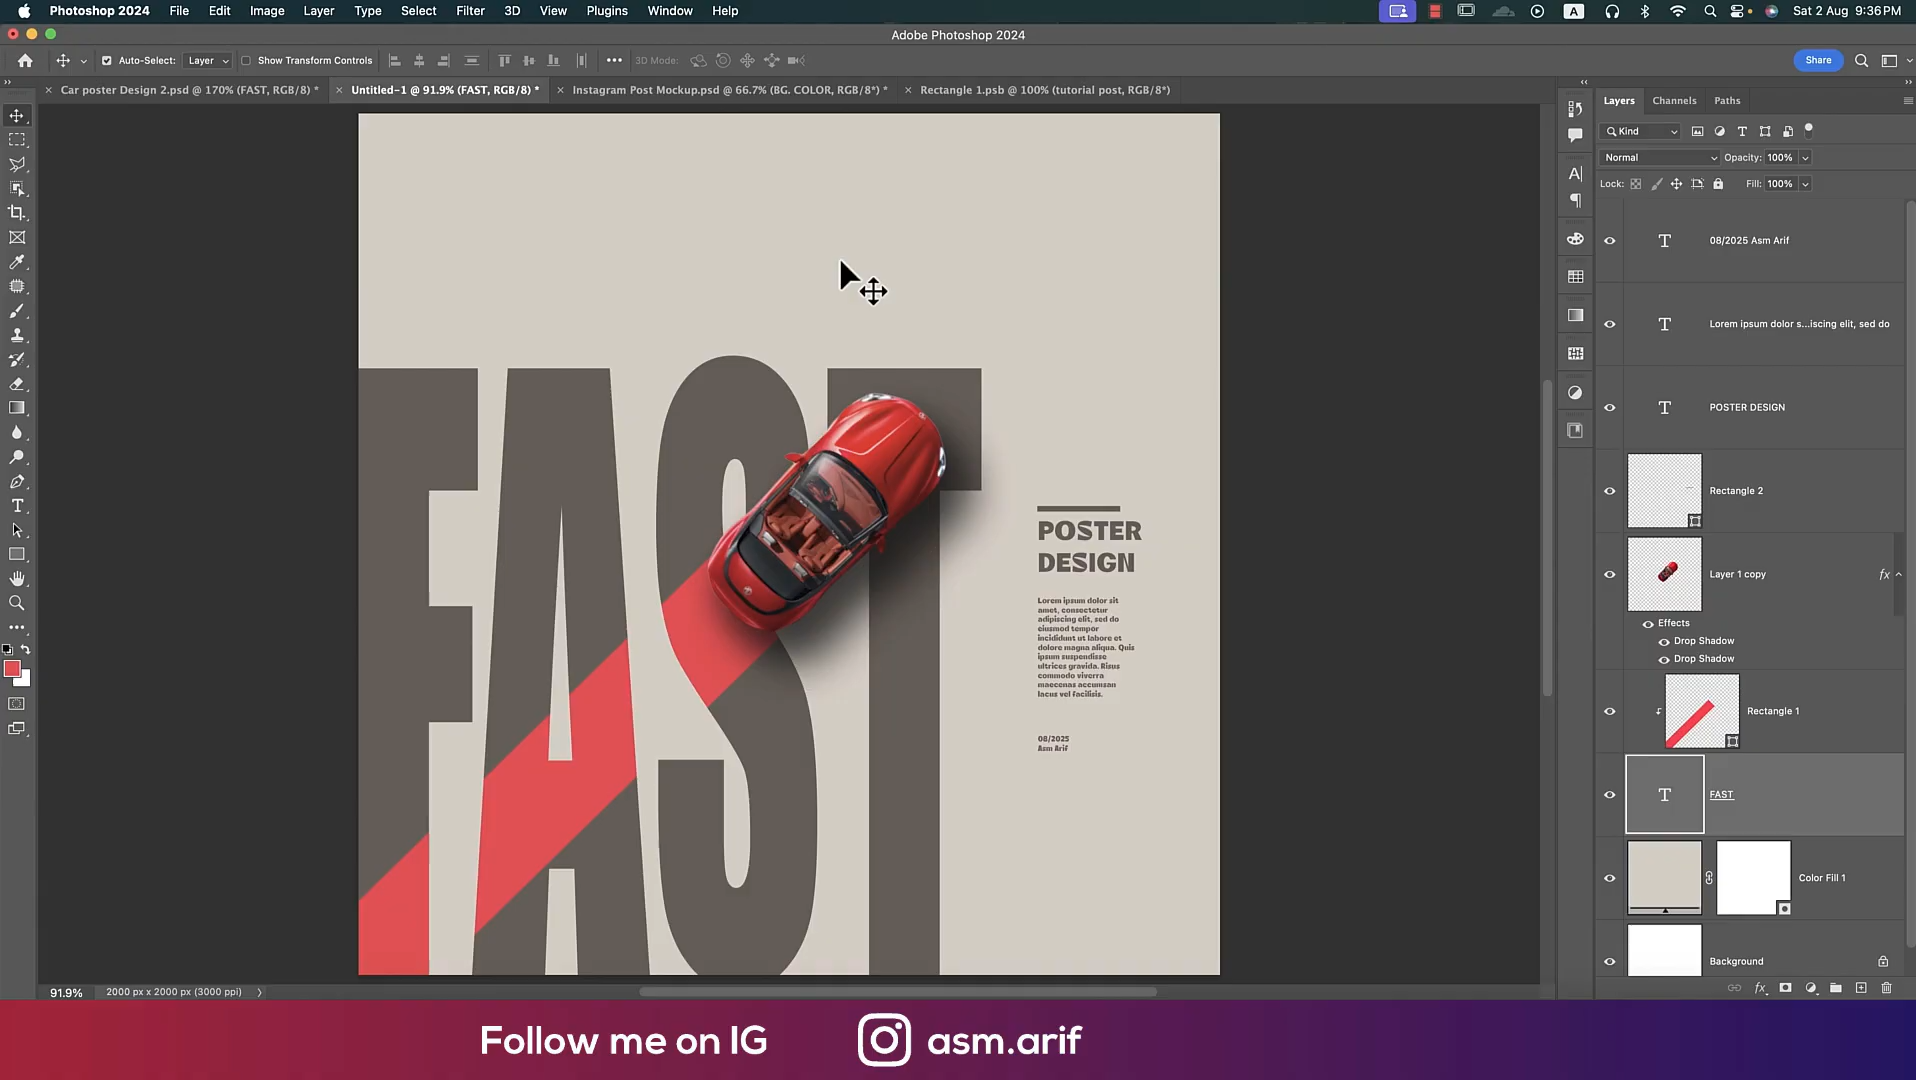 Photoshop 2024 File Edit Image Layer Type Select Filter 3D View Plugins Window Help A Sat 2 Aug 9:36 PM
Adobe Photoshop 2024
Auto-Select: Layer Show Transform Controls 3D Mode: Share
Car poster Design 2.psd @ 170% (FAST, RGB/8) * Untitled-1 @ 91.9% (FAST, RGB/8) * Instagram Post Mockup.psd @ 66.7% (BG. COLOR, RGB/8*) * Rectangle 1.psb @ 100% (tutorial post, RGB/8*)
Layers Channels Paths
Kind
Normal Opacity: 100%
Lock: Fill: 100%
08/2025 Asm Arif
Lorem ipsum dolor s...iscing elit, sed do
POSTER DESIGN
Rectangle 2
Layer 1 copy fx
Effects
Drop Shadow
Drop Shadow
Rectangle 1
FAST
Color Fill 1
Background
FAST
POSTER
DESIGN
Lorem ipsum dolor sit
amet, consectetur
adipiscing elit, sed do
eiusmod tempor
incididunt ut labore et
dolore magna aliqua. Quis
ipsum suspendisse
ultrices gravida. Risus
commodo viverra
maecenas accumsan
lacus vel facilisis.
08/2025
Asm Arif
91.9% 2000 px x 2000 px (3000 ppi)
fx
Follow me on IG asm.arif